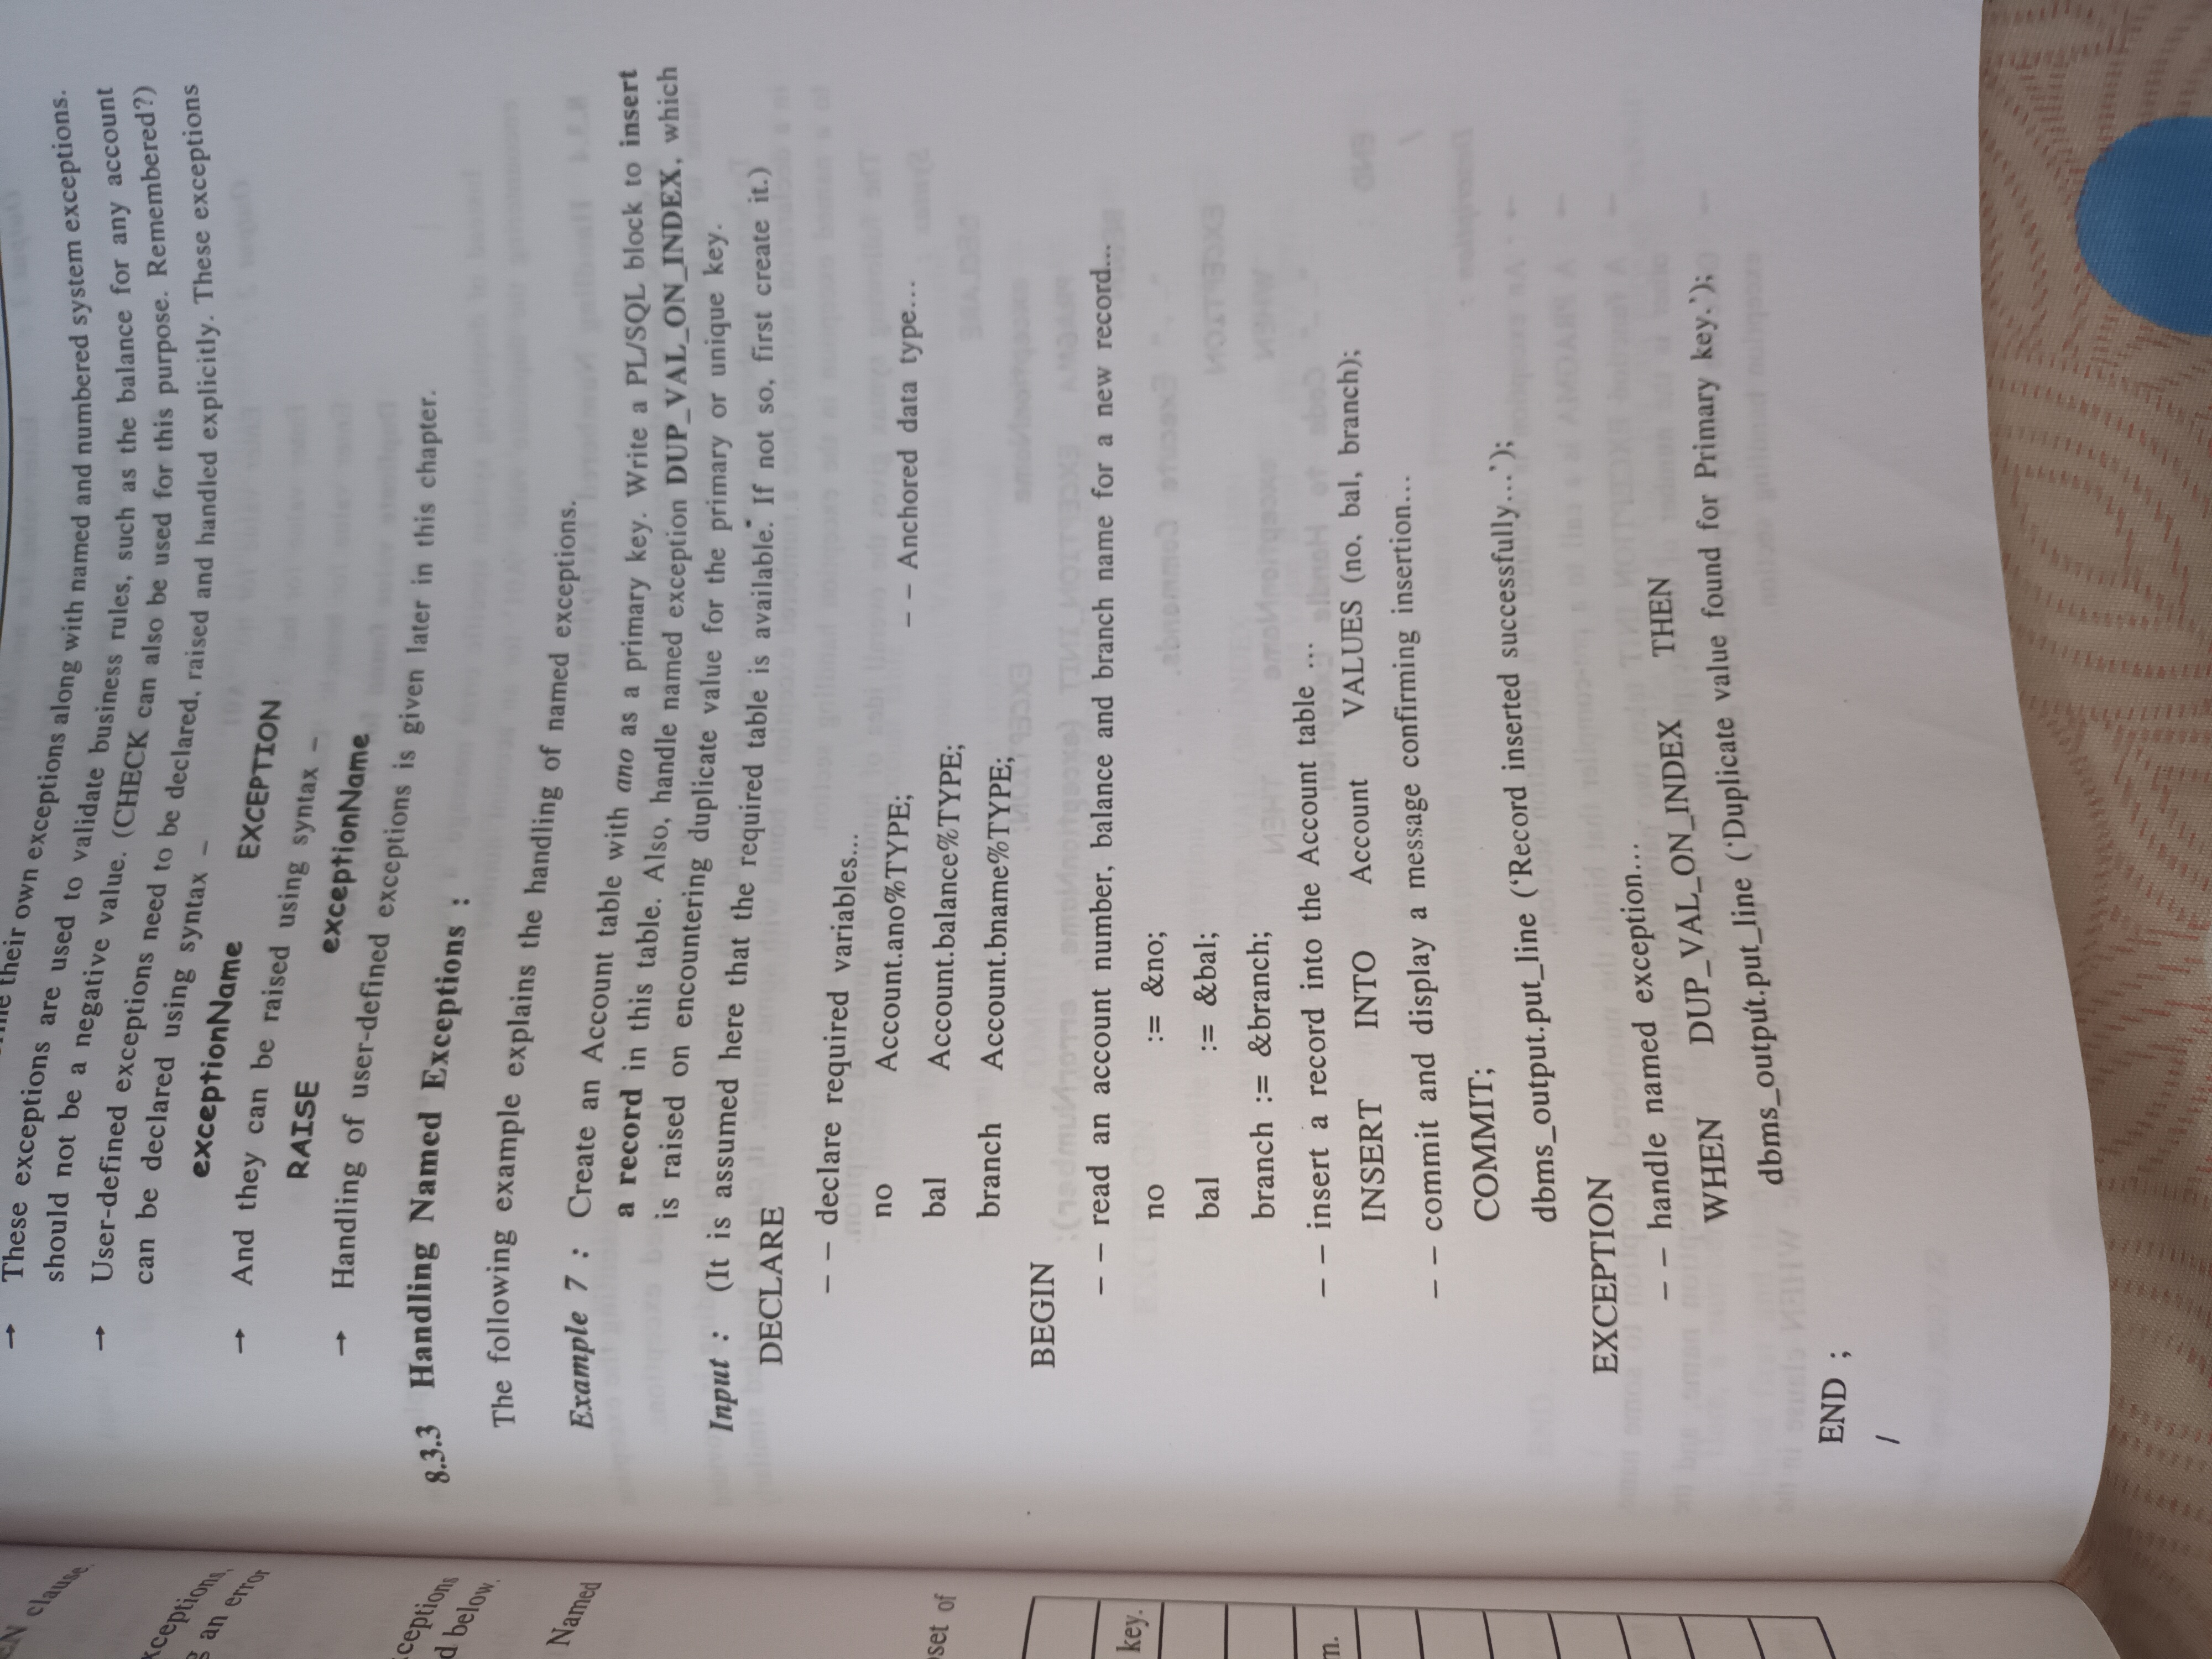 their own exceptions along with named and numbered system exceptions.
→ These exceptions are used to validate business rules, such as the balance for any account
should not be a negative value. (CHECK can also be used for this purpose. Remembered?)
→ User-defined exceptions need to be declared, raised and handled explicitly. These exceptions
can be declared using syntax –
exceptionName EXCEPTION
→ And they can be raised using syntax –
RAISE exceptionName
→ Handling of user-defined exceptions is given later in this chapter.
8.3.3 Handling Named Exceptions :
The following example explains the handling of named exceptions.
Example 7 : Create an Account table with ano as a primary key. Write a PL/SQL block to insert
a record in this table. Also, handle named exception DUP_VAL_ON_INDEX, which
is raised on encountering duplicate value for the primary or unique key.
Input : (It is assumed here that the required table is available. If not so, first create it.)
DECLARE
– – declare required variables...
no Account.ano%TYPE; – – Anchored data type...
bal Account.balance%TYPE;
branch Account.bname%TYPE;
BEGIN
– – read an account number, balance and branch name for a new record...
no := &no;
bal := &bal;
branch := &branch;
– – insert a record into the Account table ...
INSERT INTO Account VALUES (no, bal, branch);
– – commit and display a message confirming insertion...
COMMIT;
dbms_output.put_line (‘Record inserted successfully...’);
EXCEPTION
– – handle named exception...
WHEN DUP_VAL_ON_INDEX THEN
dbms_output.put_line (‘Duplicate value found for Primary key.’);
END ;
/
clause.
an error
d below.
Named
set of
key.